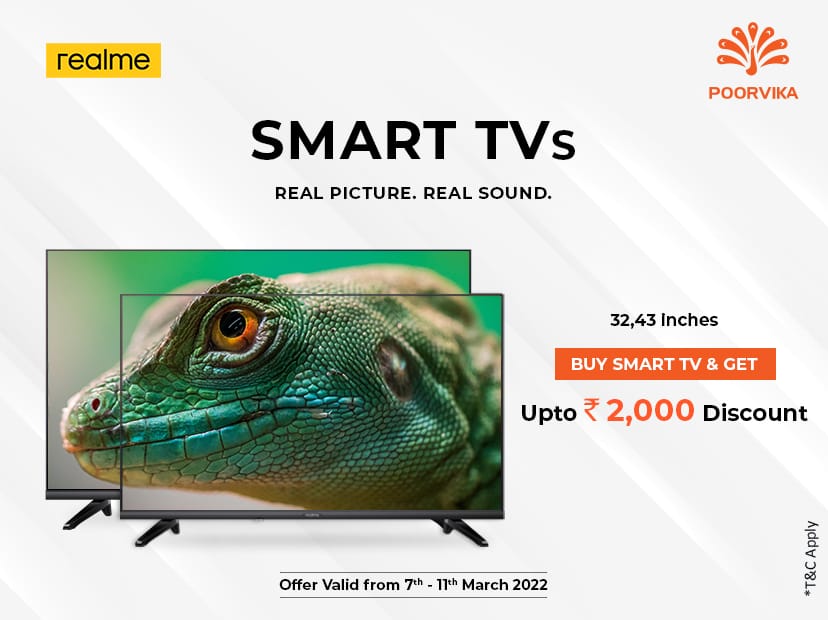 realme
POORVIKA
SMART TVs
REAL PICTURE. REAL SOUND.
32,43 inches
BUY SMART TV & GET
Upto ₹ 2,000 Discount
realme
Offer Valid from 7th - 11th March 2022
*T&C Apply